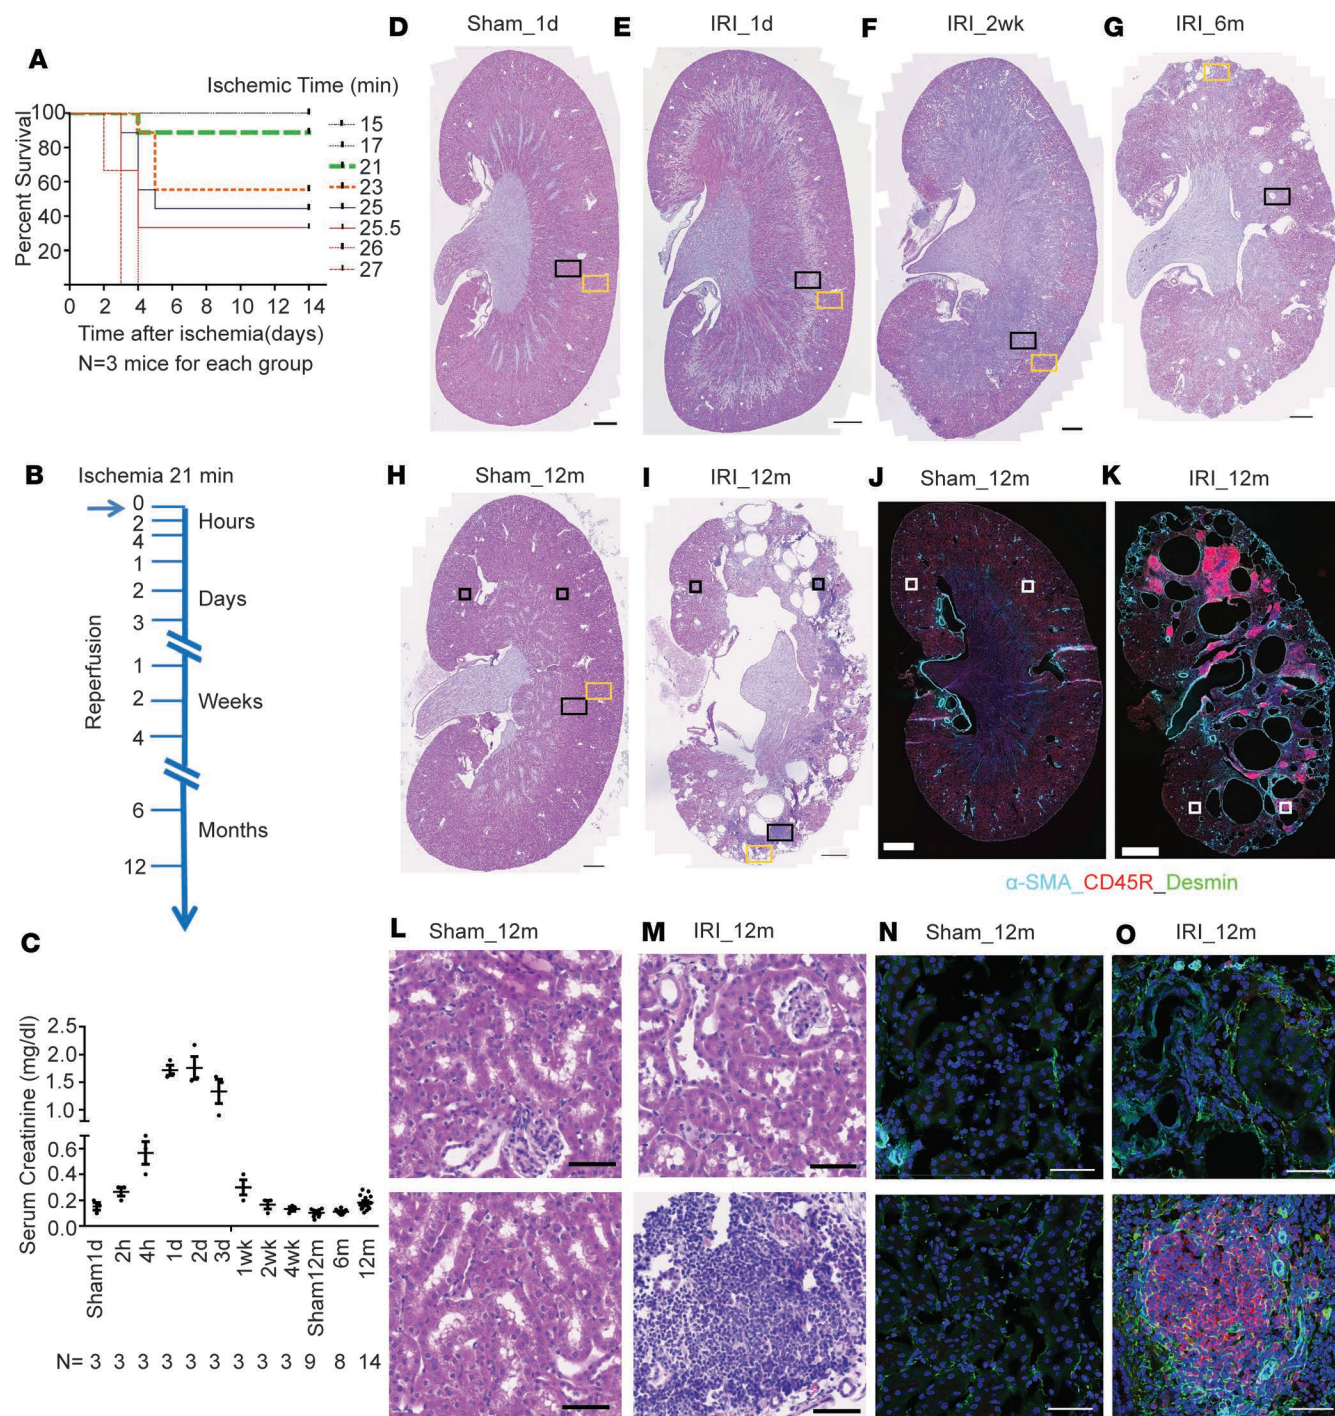 A
Ischemic Time (min)
Percent Survival
100
80
60
40
20
0 2 4 6 8 10 12 14
Time after ischemia(days)
N=3 mice for each group
15
17
21
23
25
25.5
26
27
B
Ischemia 21 min
Reperfusion
0
2
4
Hours
1
2
3
Days
1
2
4
Weeks
6
12
Months
C
Serum Creatinine (mg/dl)
2.5
2.0
1.5
1.0
0.6
0.4
0.2
0.0
Sham1d 2h 4h 1d 2d 3d 1wk 2wk 4wk Sham12m 6m 12m
N= 3 3 3 3 3 3 3 3 3 9 8 14
D Sham_1d
E IRI_1d
F IRI_2wk
G IRI_6m
H Sham_12m
I IRI_12m
J Sham_12m
K IRI_12m
α-SMA_CD45R_Desmin
L Sham_12m
M IRI_12m
N Sham_12m
O IRI_12m